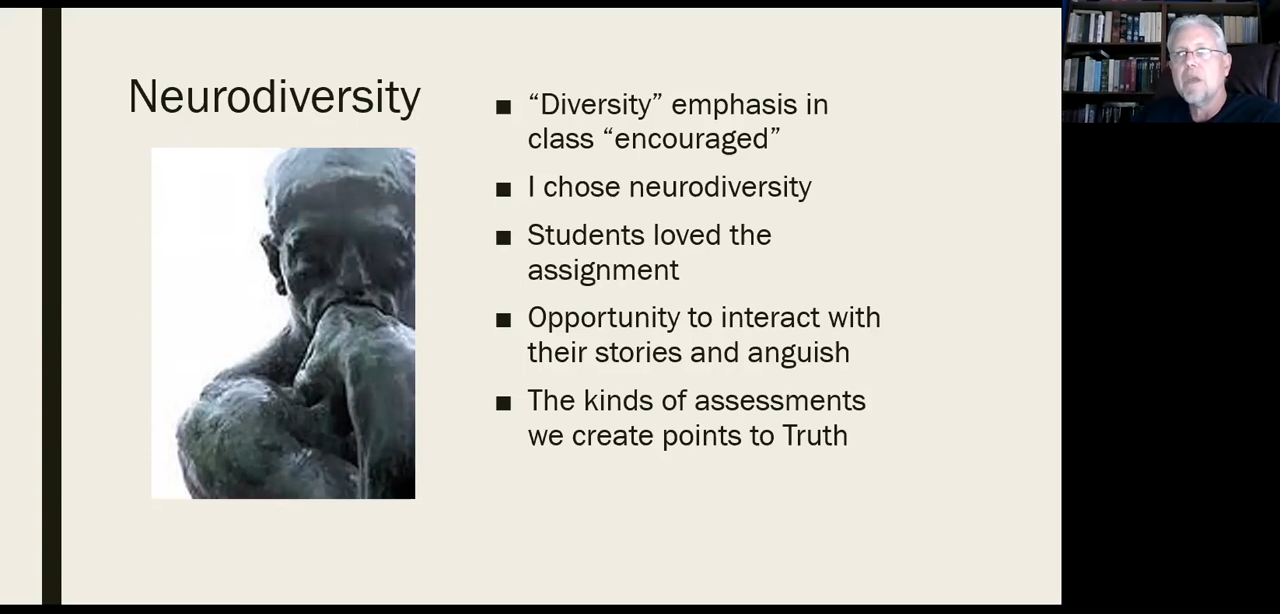 Neurodiversity
■ “Diversity” emphasis in
class “encouraged”
■ I chose neurodiversity
■ Students loved the
assignment
■ Opportunity to interact with
their stories and anguish
■ The kinds of assessments
we create points to Truth